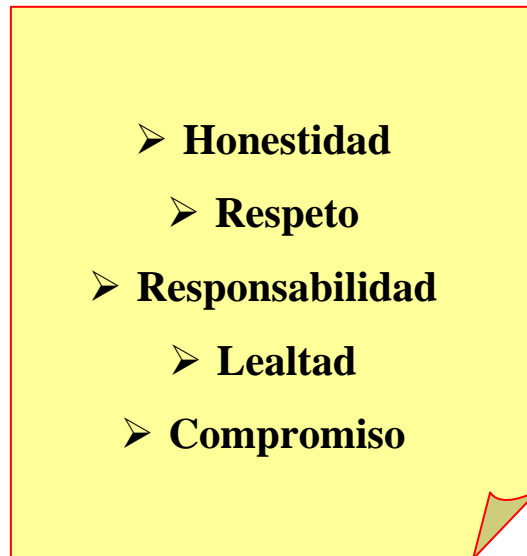 ➢ Honestidad
➢ Respeto
➢ Responsabilidad
➢ Lealtad
➢ Compromiso